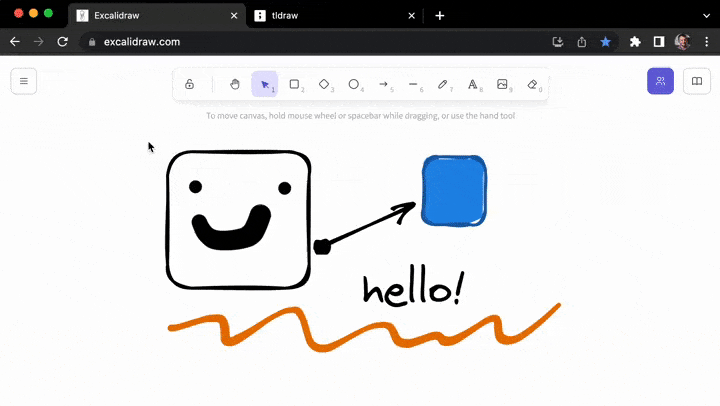 Excalidraw
tldraw
excalidraw.com
1
2
3
4
5
6
7
8
9
0
To move canvas, hold mouse wheel or spacebar while dragging, or use the hand tool
hello!